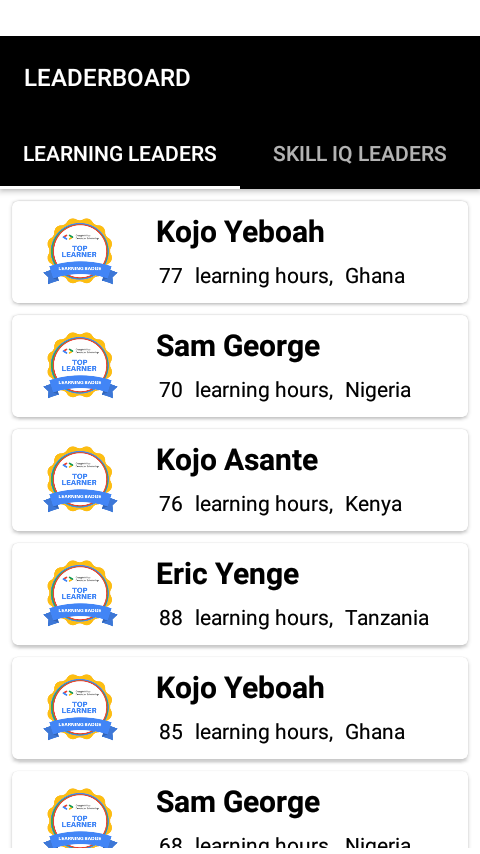 LEADERBOARD
LEARNING LEADERS
SKILL IQ LEADERS
TOP
LEARNER
LEARNING BADGE
Kojo Yeboah
77 learning hours, Ghana
TOP
LEARNER
LEARNING BADGE
Sam George
70 learning hours, Nigeria
TOP
LEARNER
LEARNING BADGE
Kojo Asante
76 learning hours, Kenya
TOP
LEARNER
LEARNING BADGE
Eric Yenge
88 learning hours, Tanzania
TOP
LEARNER
LEARNING BADGE
Kojo Yeboah
85 learning hours, Ghana
TOP
LEARNER
LEARNING BADGE
Sam George
68 learning hours, Nigeria